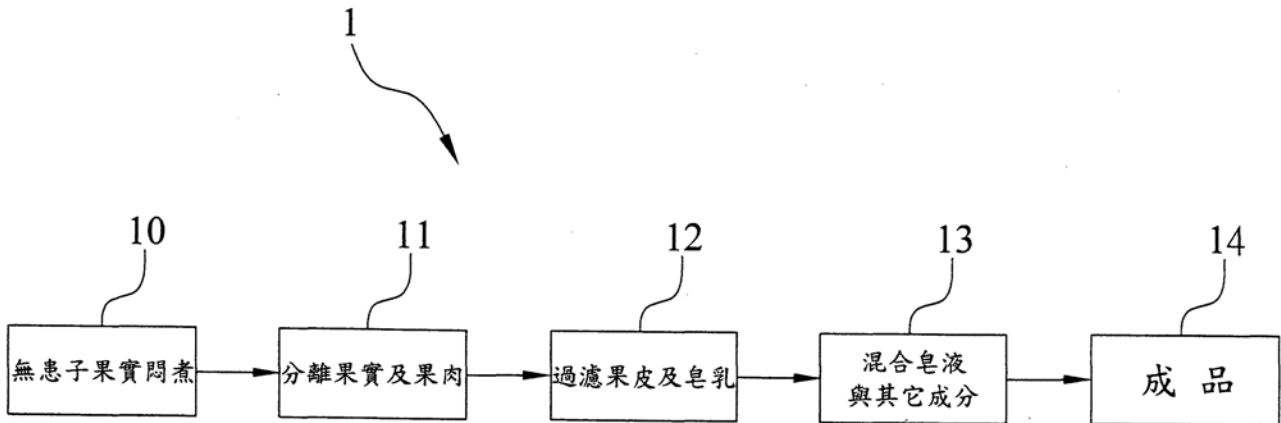 1
10
11
12
13
14
無患子果實悶煮
分離果實及果肉
過濾果皮及皂乳
混合皂液
與其它成分
成品